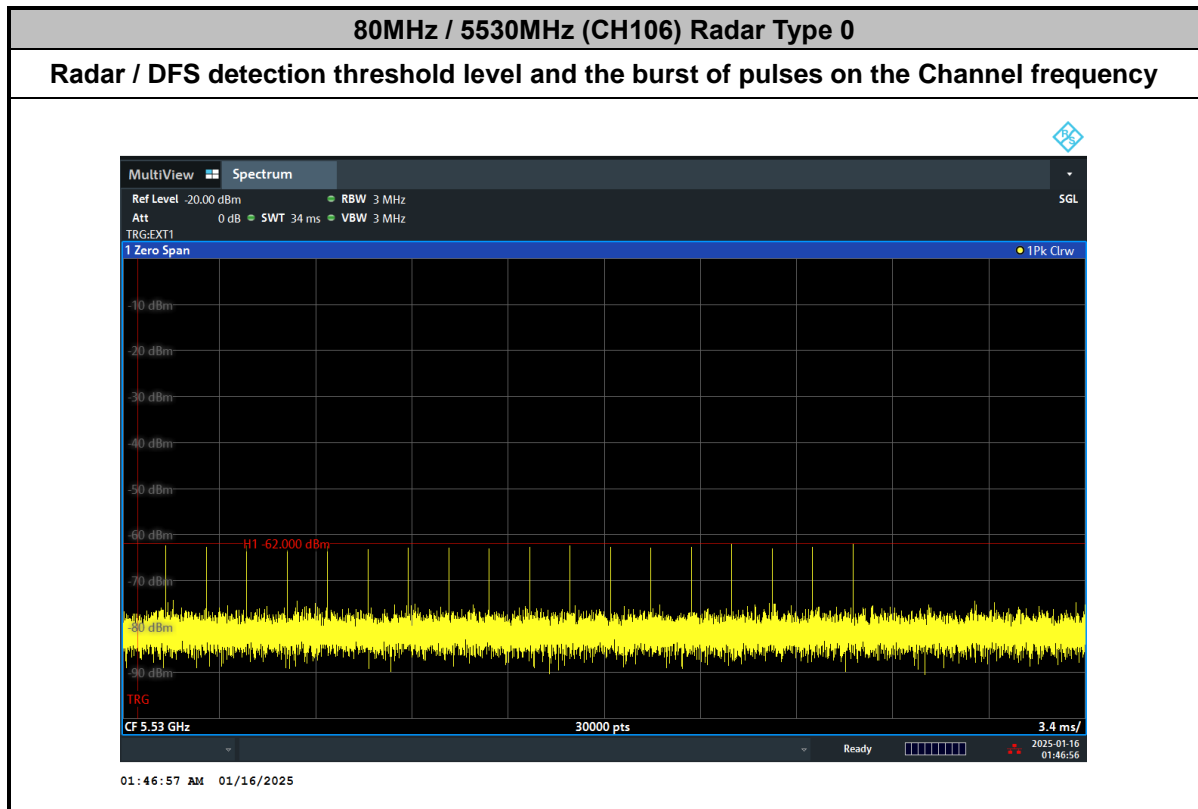 80MHz / 5530MHz (CH106) Radar Type 0
Radar / DFS detection threshold level and the burst of pulses on the Channel frequency
R S
MultiView Spectrum
Ref Level -20.00 dBm RBW 3 MHz SGL
Att 0 dB SWT 34 ms VBW 3 MHz
TRG:EXT1
1 Zero Span 1Pk Clrw
-10 dBm
-20 dBm
-30 dBm
-40 dBm
-50 dBm
-60 dBm
H1 -62.000 dBm
-70 dBm
-80 dBm
-90 dBm
TRG
CF 5.53 GHz 30000 pts 3.4 ms/
Ready 2025-01-16
01:46:56
01:46:57 AM 01/16/2025